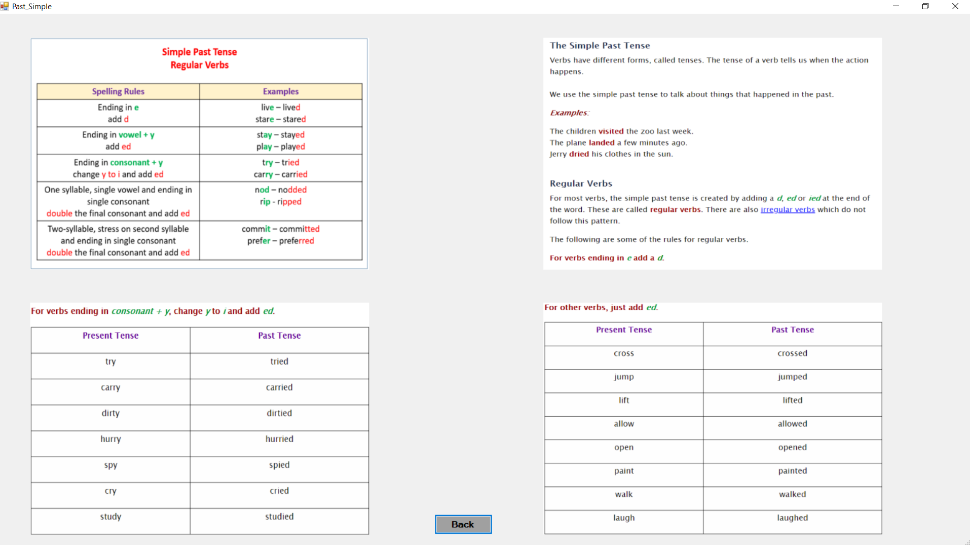 Past_Simple
Simple Past Tense
Regular Verbs
Spelling Rules Examples
Ending in e
add d
live – lived
stare – stared
Ending in vowel + y
add ed
stay – stayed
play – played
Ending in consonant + y
change y to i and add ed
try – tried
carry – carried
One syllable, single vowel and ending in
single consonant
double the final consonant and add ed
nod – nodded
rip - ripped
Two-syllable, stress on second syllable
and ending in single consonant
double the final consonant and add ed
commit – committed
prefer – preferred
The Simple Past Tense
Verbs have different forms, called tenses. The tense of a verb tells us when the action
happens.
We use the simple past tense to talk about things that happened in the past.
Examples:
The children visited the zoo last week.
The plane landed a few minutes ago.
Jerry dried his clothes in the sun.
Regular Verbs
For most verbs, the simple past tense is created by adding a d, ed or ied at the end of
the word. These are called regular verbs. There are also irregular verbs which do not
follow this pattern.
The following are some of the rules for regular verbs.
For verbs ending in e add a d.
For verbs ending in consonant + y, change y to i and add ed.
Present Tense Past Tense
try tried
carry carried
dirty dirtied
hurry hurried
spy spied
cry cried
study studied
For other verbs, just add ed.
Present Tense Past Tense
cross crossed
jump jumped
lift lifted
allow allowed
open opened
paint painted
walk walked
laugh laughed
Back